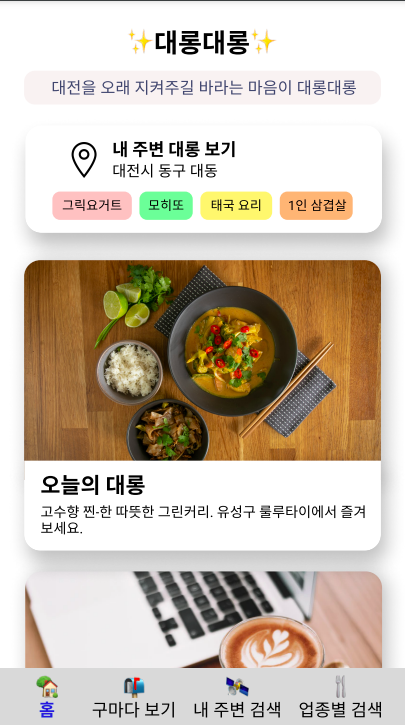 ✨대롱대롱✨
대전을 오래 지켜주길 바라는 마음이 대롱대롱
내 주변 대롱 보기
대전시 동구 대동
그릭요거트 모히또 태국 요리 1인 삼겹살
오늘의 대롱
고수향 찐-한 따뜻한 그린커리. 유성구 룰루타이에서 즐겨
보세요.
홈 구마다 보기 내 주변 검색 업종별 검색